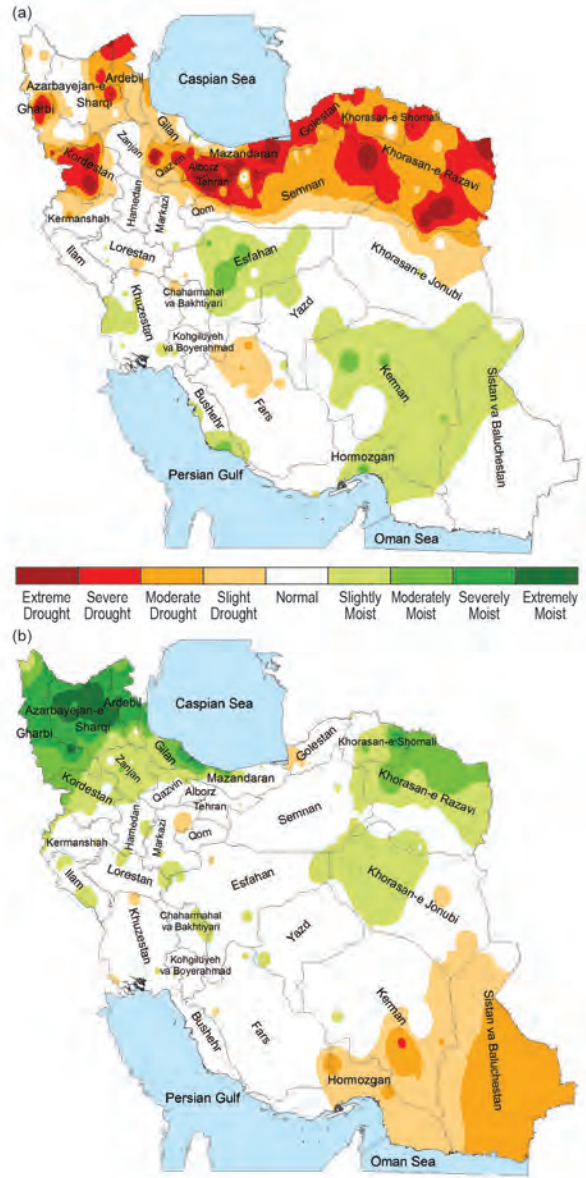 (a)
Caspian Sea
Azarbayejan-e
Ardebil
Sharqi
Gharbi
Gilan
Zanjan
Kordestan
Qazvin
Mazandaran
Alborz
Tehran
Golestan
Khorasan-e Shomali
Khorasan-e Razavi
Semnan
Hamedan
Markazi
Qom
Kermanshah
Lorestan
Ilam
Esfahan
Khorasan-e Jonubi
Khuzestan
Chaharmahal
va Bakhtiyari
Yazd
Kohgiluyeh
va Boyerahmad
Kerman
Fars
Bushehr
Sistan va Baluchestan
Hormozgan
Persian Gulf
Oman Sea
Extreme
Drought
Severe
Drought
Moderate
Drought
Slight
Drought
Normal
Slightly
Moist
Moderately
Moist
Severely
Moist
Extremely
Moist
(b)
Caspian Sea
Azarbayejan-e
Ardebil
Sharqi
Gharbi
Gilan
Zanjan
Kordestan
Qazvin
Mazandaran
Alborz
Tehran
Golestan
Khorasan-e Shomali
Khorasan-e Razavi
Semnan
Hamedan
Markazi
Qom
Kermanshah
Lorestan
Ilam
Esfahan
Khorasan-e Jonubi
Khuzestan
Chaharmahal
va Bakhtiyari
Yazd
Kohgiluyeh
va Boyerahmad
Kerman
Fars
Bushehr
Sistan va Baluchestan
Hormozgan
Persian Gulf
Oman Sea